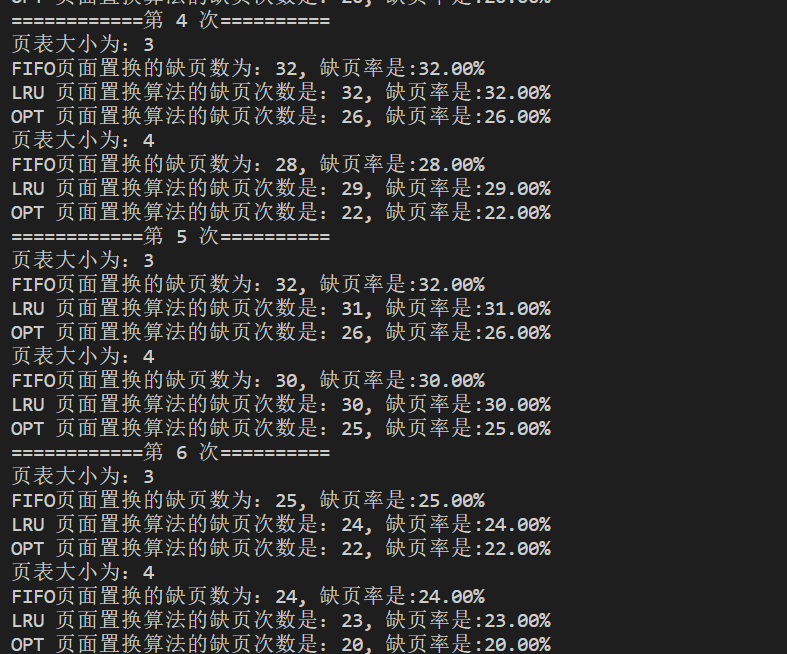 ============第 4 次==========
页表大小为：3
FIFO页面置换的缺页数为：32, 缺页率是:32.00%
LRU 页面置换算法的缺页次数是：32, 缺页率是:32.00%
OPT 页面置换算法的缺页次数是：26, 缺页率是:26.00%
页表大小为：4
FIFO页面置换的缺页数为：28, 缺页率是:28.00%
LRU 页面置换算法的缺页次数是：29, 缺页率是:29.00%
OPT 页面置换算法的缺页次数是：22, 缺页率是:22.00%
============第 5 次==========
页表大小为：3
FIFO页面置换的缺页数为：32, 缺页率是:32.00%
LRU 页面置换算法的缺页次数是：31, 缺页率是:31.00%
OPT 页面置换算法的缺页次数是：26, 缺页率是:26.00%
页表大小为：4
FIFO页面置换的缺页数为：30, 缺页率是:30.00%
LRU 页面置换算法的缺页次数是：30, 缺页率是:30.00%
OPT 页面置换算法的缺页次数是：25, 缺页率是:25.00%
============第 6 次==========
页表大小为：3
FIFO页面置换的缺页数为：25, 缺页率是:25.00%
LRU 页面置换算法的缺页次数是：24, 缺页率是:24.00%
OPT 页面置换算法的缺页次数是：22, 缺页率是:22.00%
页表大小为：4
FIFO页面置换的缺页数为：24, 缺页率是:24.00%
LRU 页面置换算法的缺页次数是：23, 缺页率是:23.00%
OPT 页面置换算法的缺页次数是：20, 缺页率是:20.00%